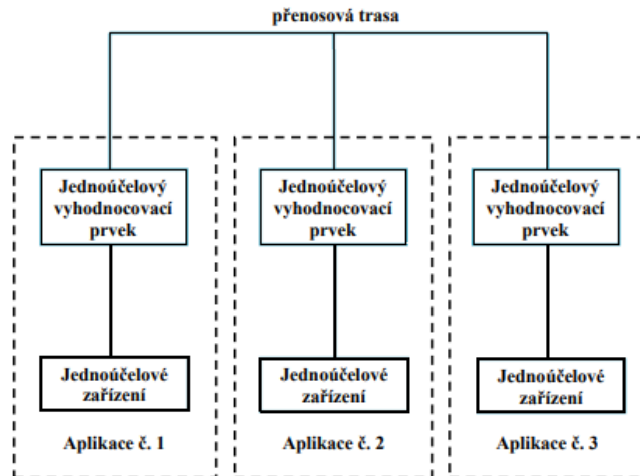 přenosová trasa
Jednoúčelový
vyhodnocovací
prvek
Jednoúčelový
vyhodnocovací
prvek
Jednoúčelový
vyhodnocovací
prvek
Jednoúčelové
zařízení
Jednoúčelové
zařízení
Jednoúčelové
zařízení
Aplikace č. 1
Aplikace č. 2
Aplikace č. 3